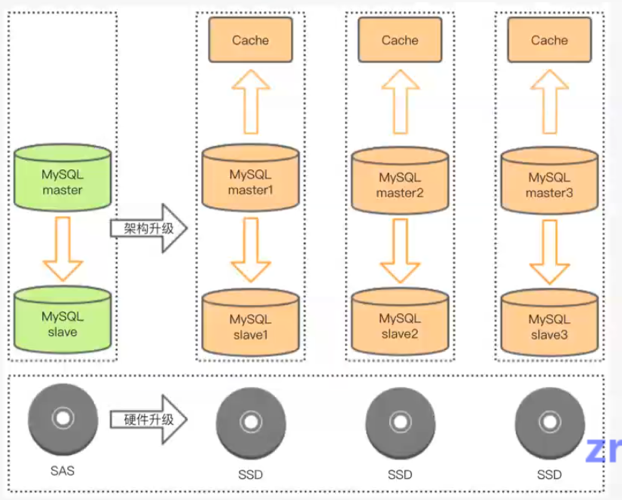 Cache
Cache
Cache
MySQL
master
MySQL
master1
MySQL
master2
MySQL
master3
架构升级
MySQL
slave
MySQL
slave1
MySQL
slave2
MySQL
slave3
硬件升级
SAS
SSD
SSD
SSD
zr